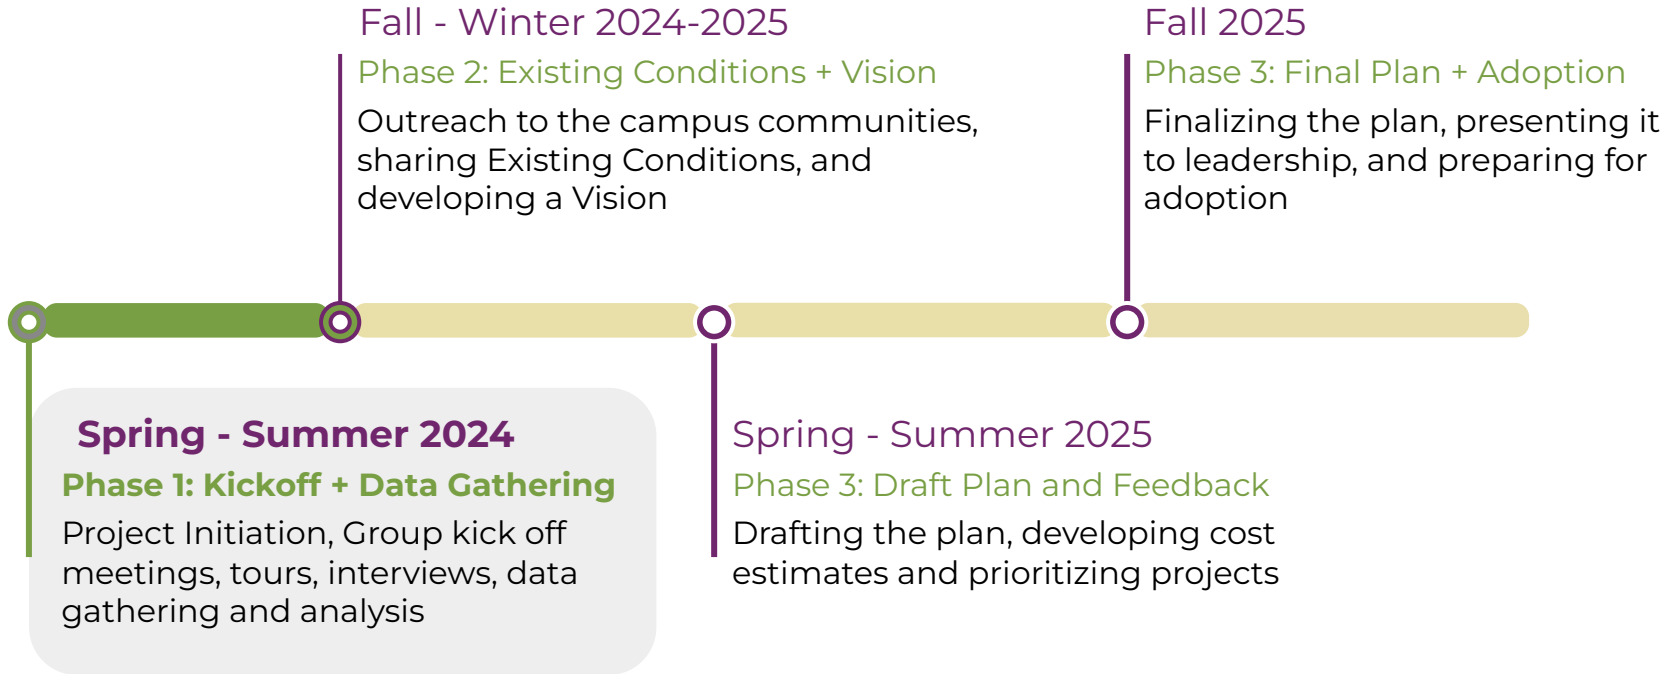 Fall - Winter 2024-2025
Phase 2: Existing Conditions + Vision
Outreach to the campus communities,
sharing Existing Conditions, and
developing a Vision
Fall 2025
Phase 3: Final Plan + Adoption
Finalizing the plan, presenting it
to leadership, and preparing for
adoption
Spring - Summer 2024
Phase 1: Kickoff + Data Gathering
Project Initiation, Group kick off
meetings, tours, interviews, data
gathering and analysis
Spring - Summer 2025
Phase 3: Draft Plan and Feedback
Drafting the plan, developing cost
estimates and prioritizing projects